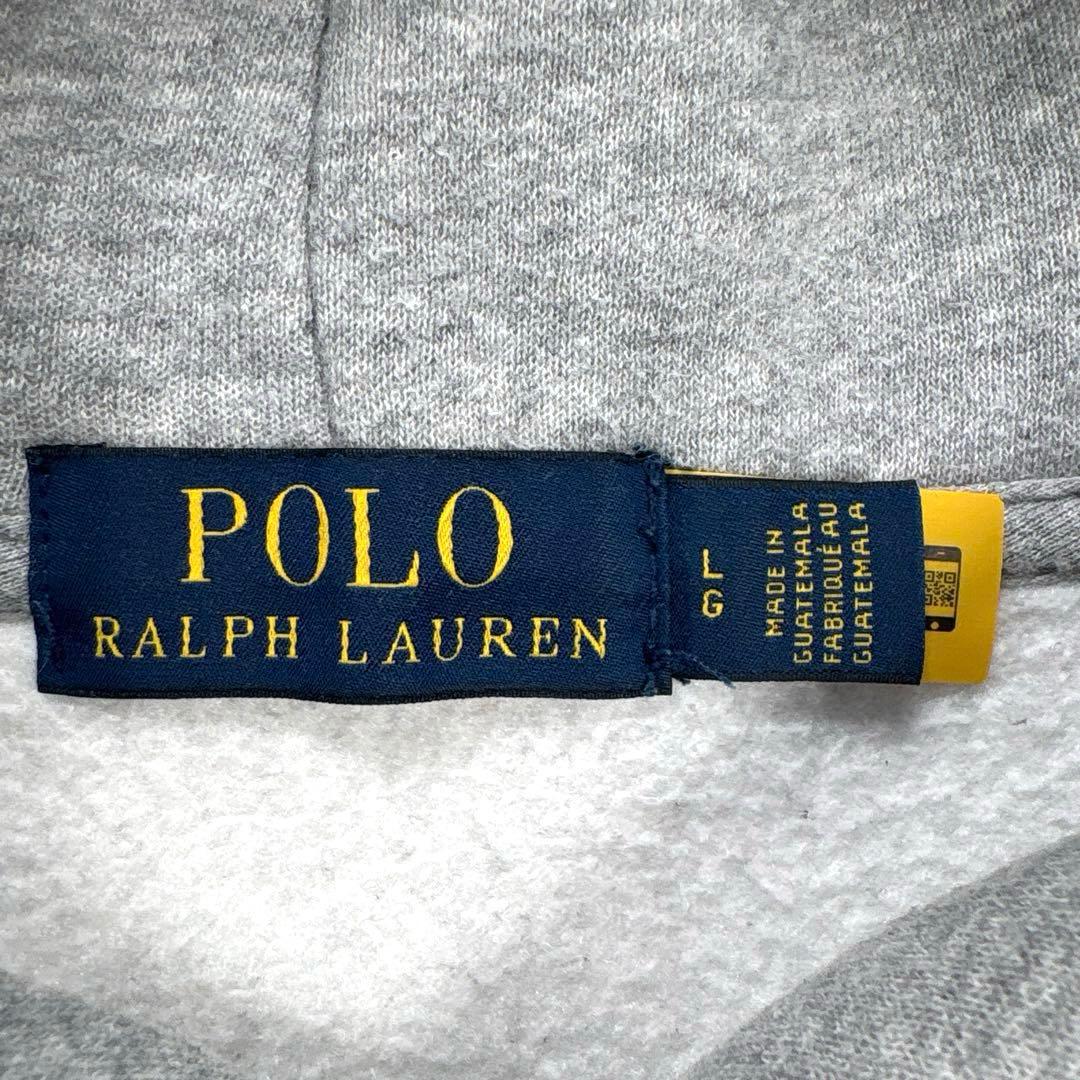 POLO
RALPH LAUREN
L
G
MADE IN
GUATEMALA
FABRIQUÉ AU
GUATEMALA